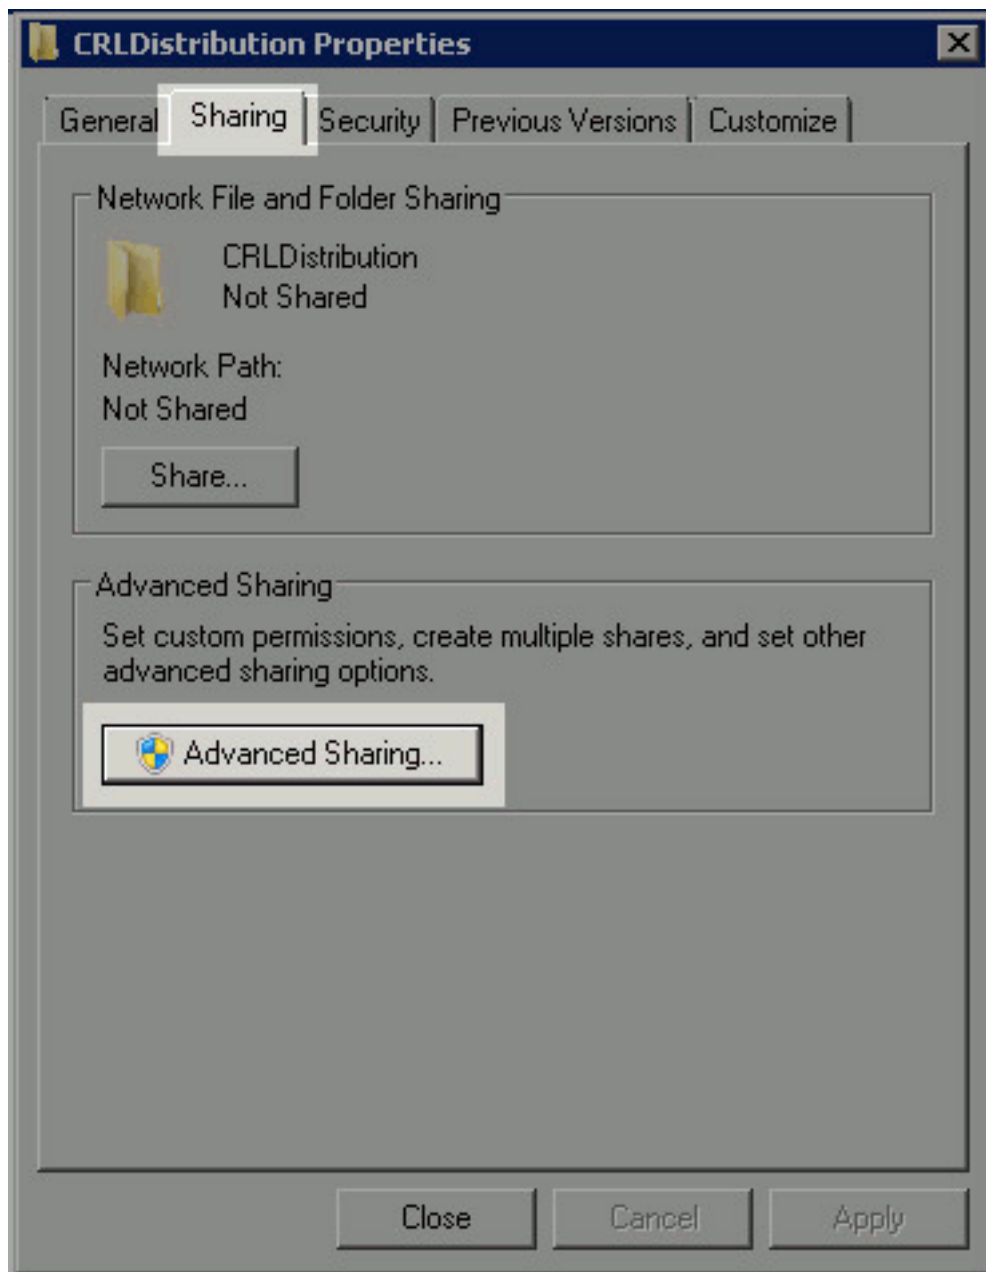 CRLDistribution Properties
General Sharing Security Previous Versions Customize
Network File and Folder Sharing
CRLDistribution
Not Shared
Network Path:
Not Shared
Share...
Advanced Sharing
Set custom permissions, create multiple shares, and set other
advanced sharing options.
Advanced Sharing...
Close Cancel Apply